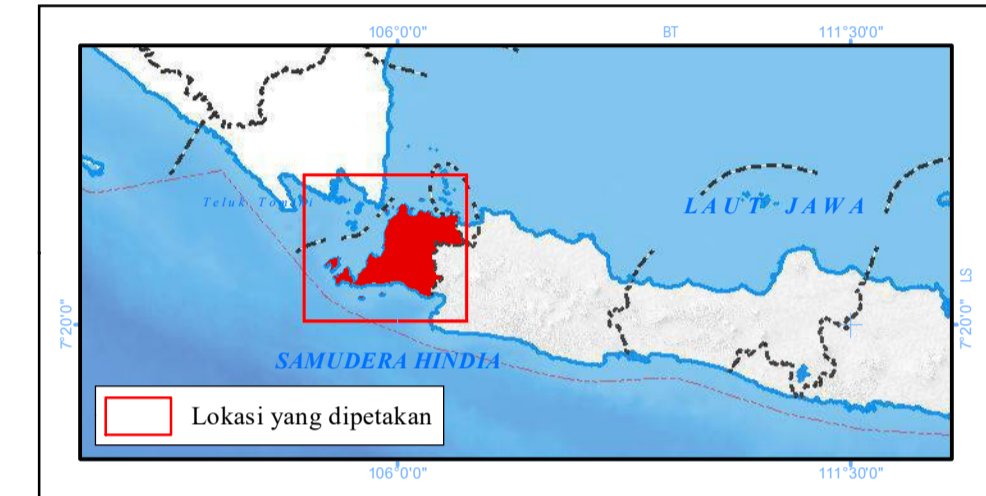 106°0'0" BT 111°30'0"
Teluk
LAUT JAWA
LS
7°20'0" 7°20'0"
SAMUDERA HINDIA
Lokasi yang dipetakan
106°0'0" 111°30'0"